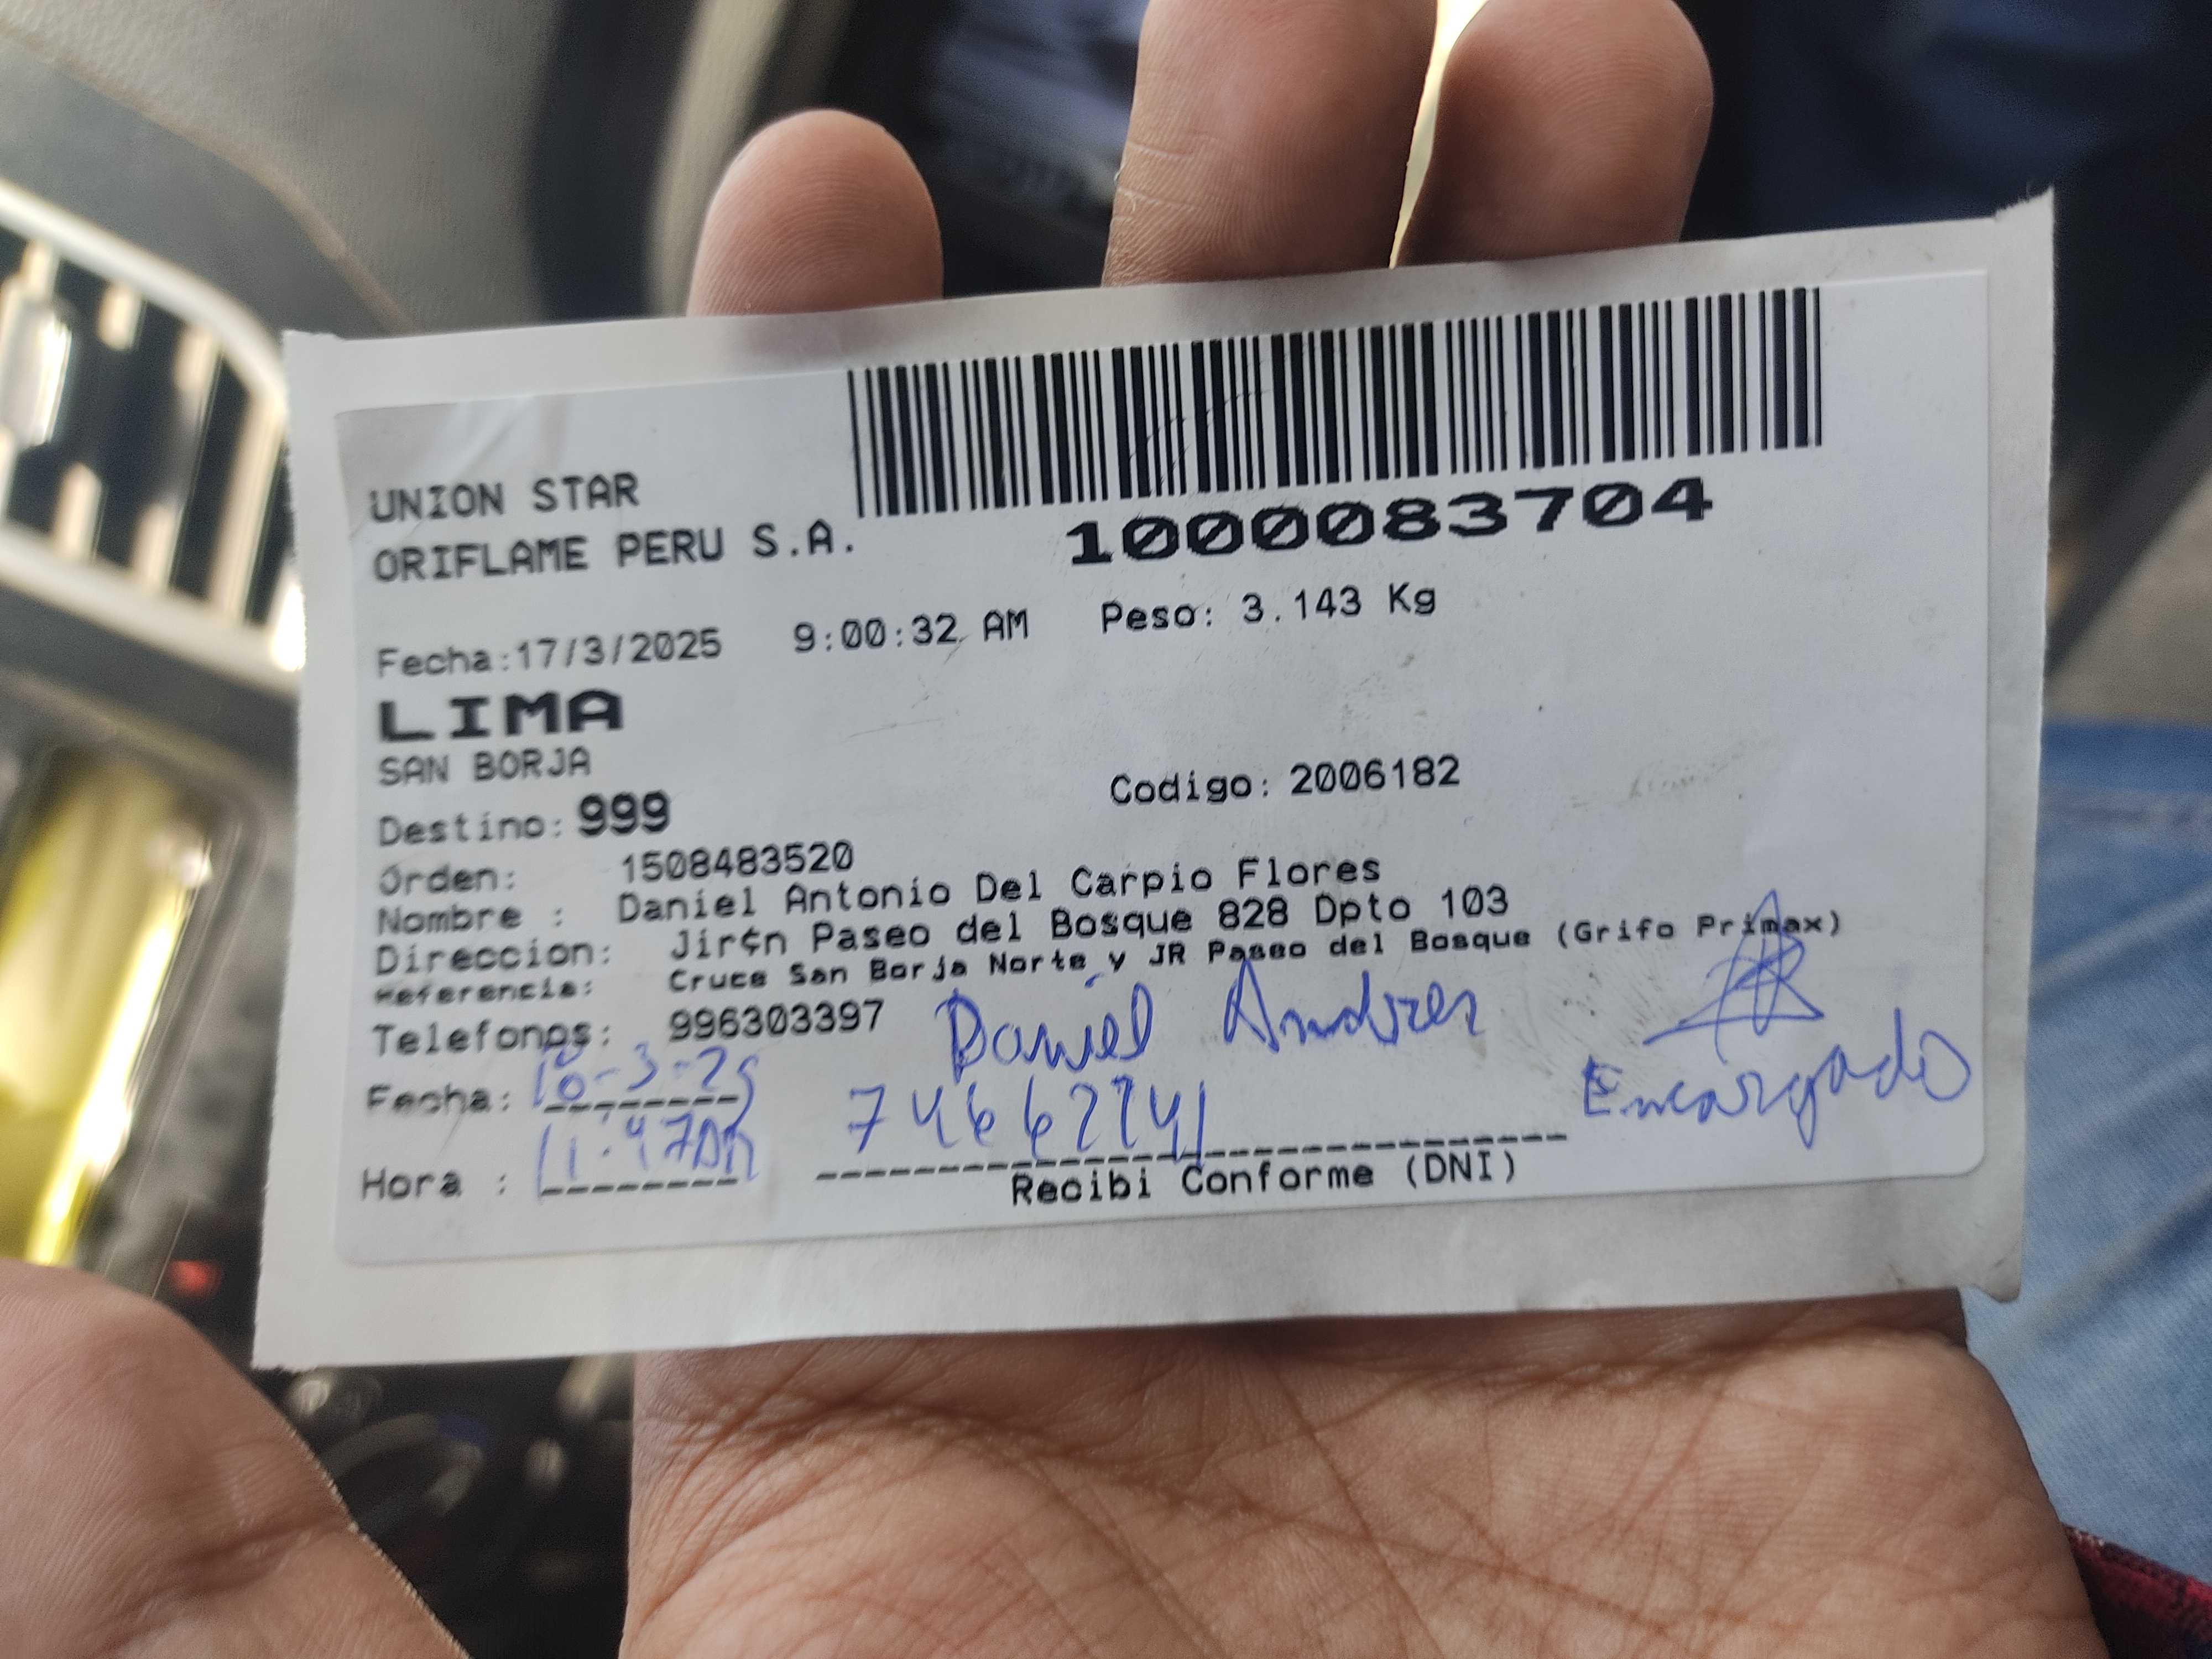 UNION STAR
ORIFLAME PERU S.A.
1000083704
Fecha:17/3/2025 9:00:32 AM Peso: 3.143 Kg
LIMA
SAN BORJA
Destino: 999 Codigo: 2006182
Orden: 1508483520
Nombre : Daniel Antonio Del Carpio Flores
Direccion: Jir¢n Paseo del Bosque 828 Dpto 103
Referencia: Cruce San Borja Norte y JR Paseo del Bosque (Grifo Primax)
Telefonos: 996303397 Daniel Andres
Encargado
Fecha:
Hora : 11:47AM
Recibi Conforme (DNI)